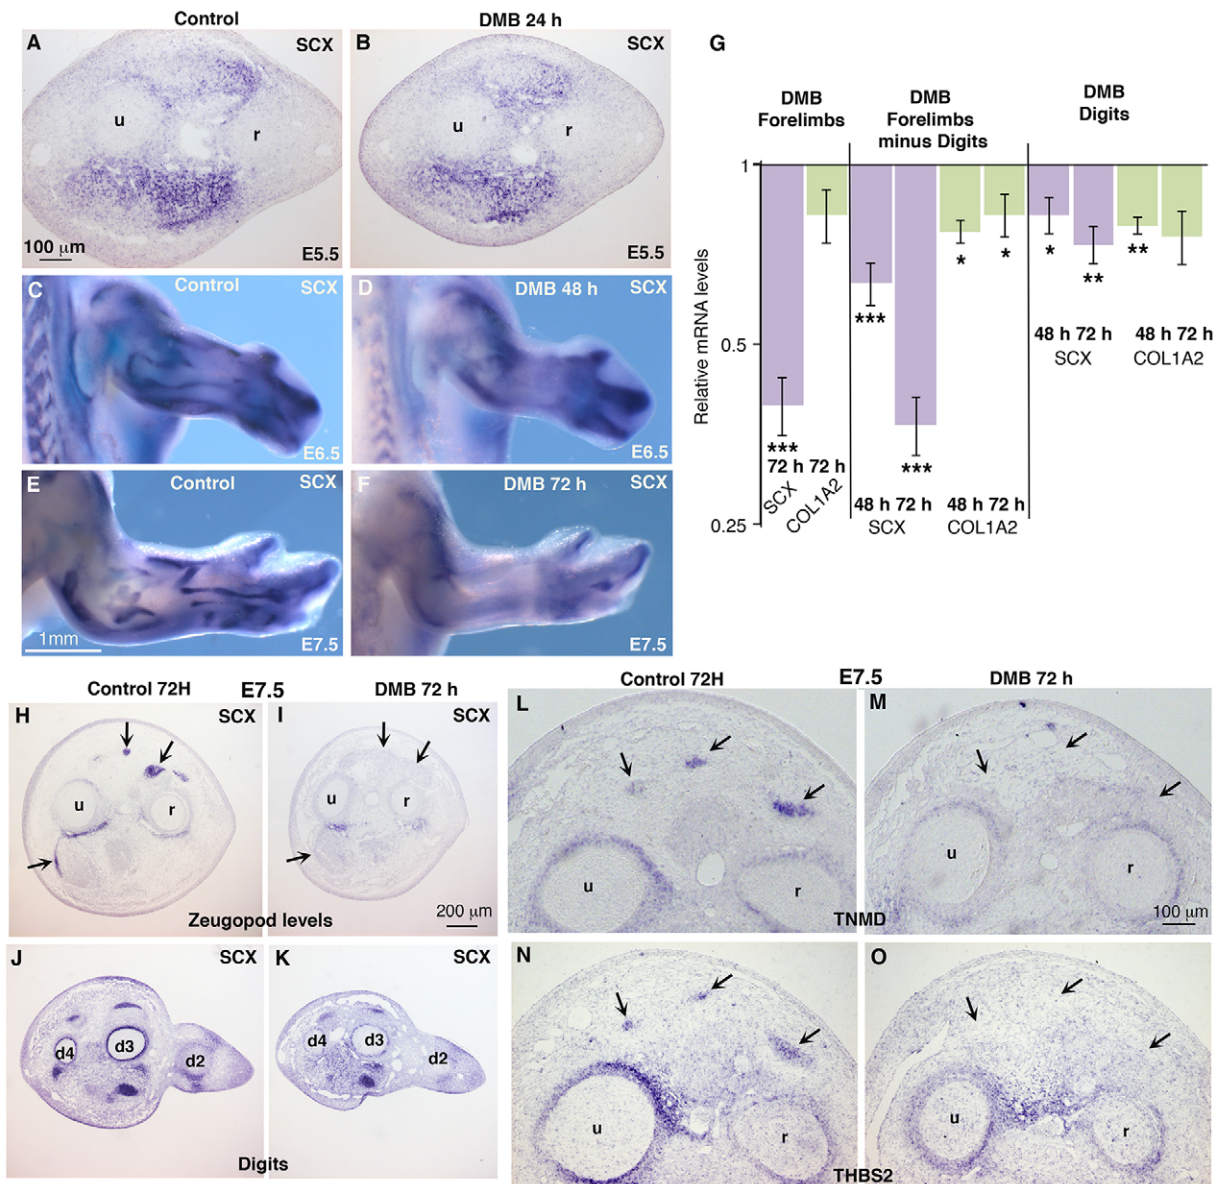 Control
DMB 24 h
A
SCX
u
r
100 µm
E5.5
B
SCX
u
r
E5.5
C
Control
SCX
E6.5
D
DMB 48 h
SCX
E6.5
E
Control
SCX
1mm
E7.5
F
DMB 72 h
SCX
E7.5
G
DMB
Forelimbs
DMB
Forelimbs
minus Digits
DMB
Digits
Relative mRNA levels
1
0.5
0.25
***
72 h 72 h
SCX
COL1A2
***
***
48 h 72 h
SCX
*
*
48 h 72 h
COL1A2
*
**
48 h 72 h
SCX
**
48 h 72 h
COL1A2
Control 72H
E7.5
DMB 72 h
H
SCX
u
r
I
SCX
u
r
Zeugopod levels
200 µm
J
SCX
d4
d3
d2
K
SCX
d4
d3
d2
Digits
Control 72H
E7.5
DMB 72 h
L
u
r
M
u
r
TNMD
100 µm
N
u
r
O
u
r
THBS2